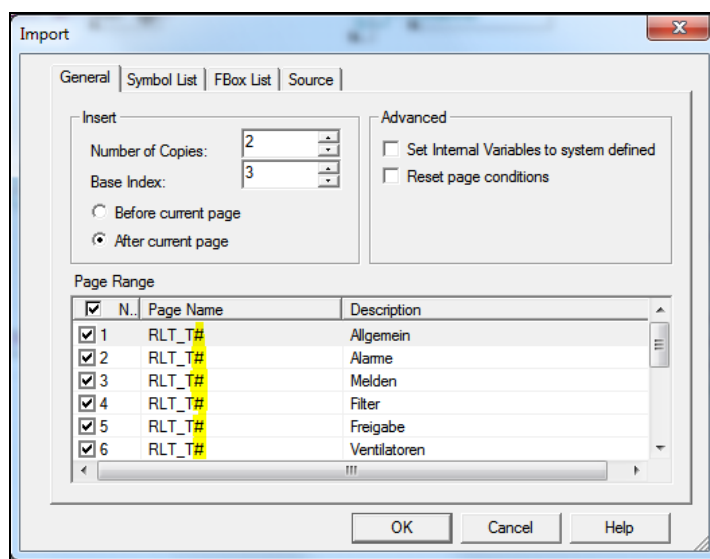 Import
General Symbol List FBox List Source
Insert
Number of Copies: 2
Base Index: 3
Before current page
After current page
Advanced
Set Internal Variables to system defined
Reset page conditions
Page Range
N.. Page Name Description
1 RLT_T# Allgemein
2 RLT_T# Alarme
3 RLT_T# Melden
4 RLT_T# Filter
5 RLT_T# Freigabe
6 RLT_T# Ventilatoren
OK Cancel Help